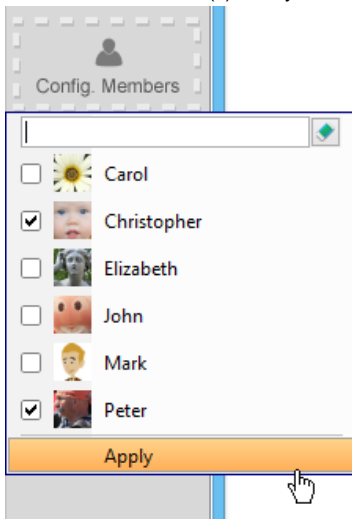 Config. Members
Carol
Christopher
Elizabeth
John
Mark
Peter
Apply